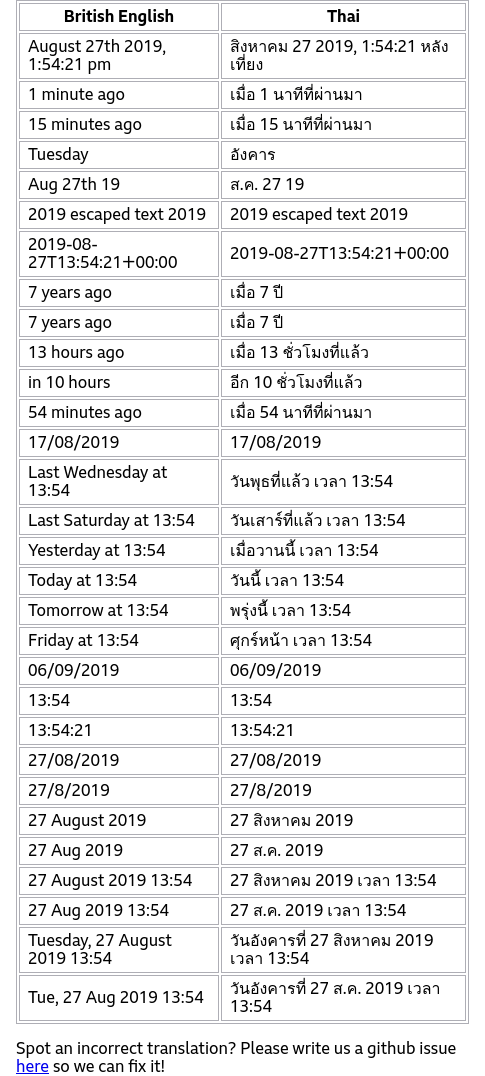 British English
Thai
August 27th 2019,
1:54:21 pm
สิงหาคม 27 2019, 1:54:21 หลัง
เที่ยง
1 minute ago
เมื่อ 1 นาทีที่ผ่านมา
15 minutes ago
เมื่อ 15 นาทีที่ผ่านมา
Tuesday
อังคาร
Aug 27th 19
ส.ค. 27 19
2019 escaped text 2019
2019 escaped text 2019
2019-08-
27T13:54:21+00:00
2019-08-27T13:54:21+00:00
7 years ago
เมื่อ 7 ปี
7 years ago
เมื่อ 7 ปี
13 hours ago
เมื่อ 13 ชั่วโมงที่แล้ว
in 10 hours
อีก 10 ชั่วโมงที่แล้ว
54 minutes ago
เมื่อ 54 นาทีที่ผ่านมา
17/08/2019
17/08/2019
Last Wednesday at
13:54
วันพุธที่แล้ว เวลา 13:54
Last Saturday at 13:54
วันเสาร์ที่แล้ว เวลา 13:54
Yesterday at 13:54
เมื่อวานนี้ เวลา 13:54
Today at 13:54
วันนี้ เวลา 13:54
Tomorrow at 13:54
พรุ่งนี้ เวลา 13:54
Friday at 13:54
ศุกร์หน้า เวลา 13:54
06/09/2019
06/09/2019
13:54
13:54
13:54:21
13:54:21
27/08/2019
27/08/2019
27/8/2019
27/8/2019
27 August 2019
27 สิงหาคม 2019
27 Aug 2019
27 ส.ค. 2019
27 August 2019 13:54
27 สิงหาคม 2019 เวลา 13:54
27 Aug 2019 13:54
27 ส.ค. 2019 เวลา 13:54
Tuesday, 27 August
2019 13:54
วันอังคารที่ 27 สิงหาคม 2019
เวลา 13:54
Tue, 27 Aug 2019 13:54
วันอังคารที่ 27 ส.ค. 2019 เวลา
13:54
Spot an incorrect translation? Please write us a github issue
here so we can fix it!